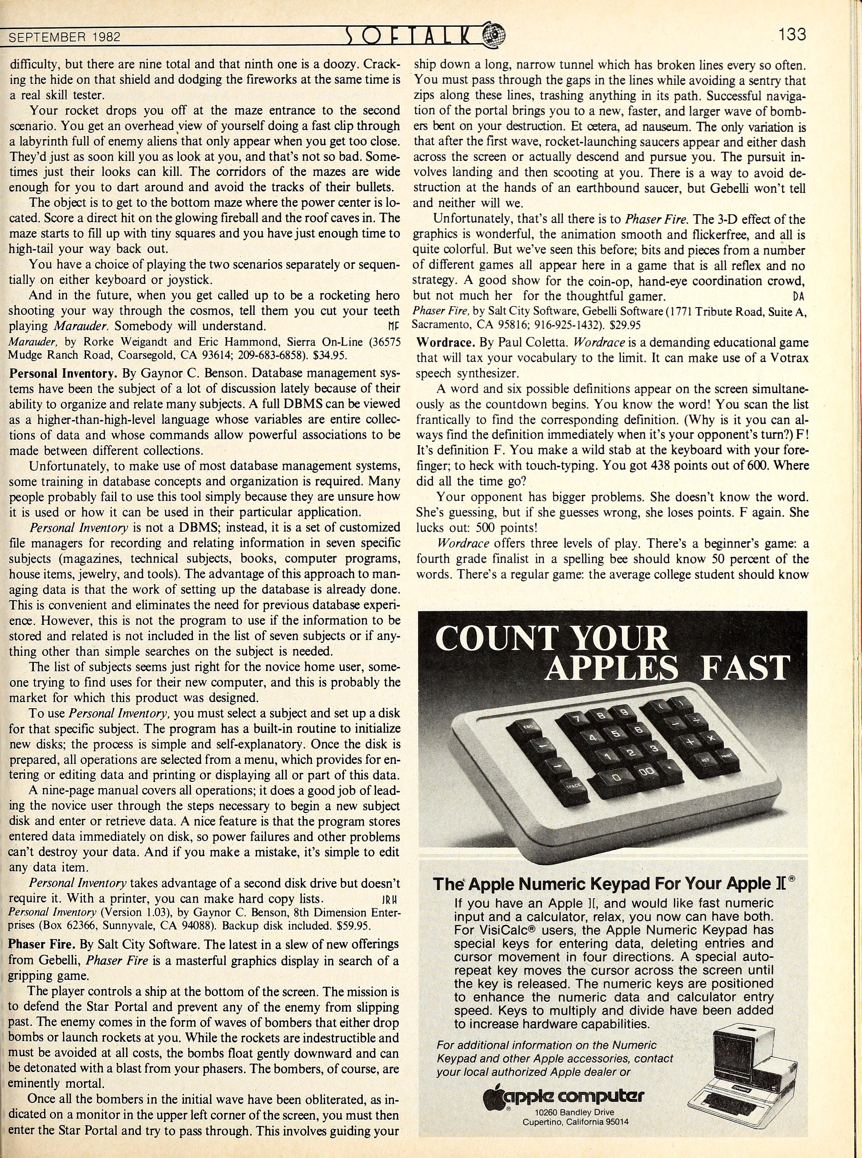 SEPTEMBER 1982
SOFTALK
133
difficulty, but there are nine total and that ninth one is a doozy. Crack-
ing the hide on that shield and dodging the fireworks at the same time is
a real skill tester.
Your rocket drops you off at the maze entrance to the second
scenario. You get an overhead view of yourself doing a fast clip through
a labyrinth full of enemy aliens that only appear when you get too close.
They'd just as soon kill you as look at you, and that's not so bad. Some-
times just their looks can kill. The corridors of the mazes are wide
enough for you to dart around and avoid the tracks of their bullets.
The object is to get to the bottom maze where the power center is lo-
cated. Score a direct hit on the glowing fireball and the roof caves in. The
maze starts to fill up with tiny squares and you have just enough time to
high-tail your way back out.
You have a choice of playing the two scenarios separately or sequen-
tially on either keyboard or joystick.
And in the future, when you get called up to be a rocketing hero
shooting your way through the cosmos, tell them you cut your teeth
playing Marauder. Somebody will understand. MF
Marauder, by Rorke Weigandt and Eric Hammond, Sierra On-Line (36575
Mudge Ranch Road, Coarsegold, CA 93614; 209-683-6858). $34.95.
Personal Inventory. By Gaynor C. Benson. Database management sys-
tems have been the subject of a lot of discussion lately because of their
ability to organize and relate many subjects. A full DBMS can be viewed
as a higher-than-high-level language whose variables are entire collec-
tions of data and whose commands allow powerful associations to be
made between different collections.
Unfortunately, to make use of most database management systems,
some training in database concepts and organization is required. Many
people probably fail to use this tool simply because they are unsure how
it is used or how it can be used in their particular application.
Personal Inventory is not a DBMS; instead, it is a set of customized
file managers for recording and relating information in seven specific
subjects (magazines, technical subjects, books, computer programs,
house items, jewelry, and tools). The advantage of this approach to man-
aging data is that the work of setting up the database is already done.
This is convenient and eliminates the need for previous database experi-
ence. However, this is not the program to use if the information to be
stored and related is not included in the list of seven subjects or if any-
thing other than simple searches on the subject is needed.
The list of subjects seems just right for the novice home user, some-
one trying to find uses for their new computer, and this is probably the
market for which this product was designed.
To use Personal Inventory, you must select a subject and set up a disk
for that specific subject. The program has a built-in routine to initialize
new disks; the process is simple and self-explanatory. Once the disk is
prepared, all operations are selected from a menu, which provides for en-
tering or editing data and printing or displaying all or part of this data.
A nine-page manual covers all operations; it does a good job of lead-
ing the novice user through the steps necessary to begin a new subject
disk and enter or retrieve data. A nice feature is that the program stores
entered data immediately on disk, so power failures and other problems
can't destroy your data. And if you make a mistake, it's simple to edit
any data item.
Personal Inventory takes advantage of a second disk drive but doesn't
require it. With a printer, you can make hard copy lists. JRH
Personal Inventory (Version 1.03), by Gaynor C. Benson, 8th Dimension Enter-
prises (Box 62366, Sunnyvale, CA 94088). Backup disk included. $59.95.
Phaser Fire. By Salt City Software. The latest in a slew of new offerings
from Gebelli, Phaser Fire is a masterful graphics display in search of a
gripping game.
The player controls a ship at the bottom of the screen. The mission is
to defend the Star Portal and prevent any of the enemy from slipping
past. The enemy comes in the form of waves of bombers that either drop
bombs or launch rockets at you. While the rockets are indestructible and
must be avoided at all costs, the bombs float gently downward and can
be detonated with a blast from your phasers. The bombers, of course, are
eminently mortal.
Once all the bombers in the initial wave have been obliterated, as in-
dicated on a monitor in the upper left corner of the screen, you must then
enter the Star Portal and try to pass through. This involves guiding your
ship down a long, narrow tunnel which has broken lines every so often.
You must pass through the gaps in the lines while avoiding a sentry that
zips along these lines, trashing anything in its path. Successful naviga-
tion of the portal brings you to a new, faster, and larger wave of bomb-
ers bent on your destruction. Et cetera, ad nauseum. The only variation is
that after the first wave, rocket-launching saucers appear and either dash
across the screen or actually descend and pursue you. The pursuit in-
volves landing and then scooting at you. There is a way to avoid de-
struction at the hands of an earthbound saucer, but Gebelli won't tell
and neither will we.
Unfortunately, that's all there is to Phaser Fire. The 3-D effect of the
graphics is wonderful, the animation smooth and flickerfree, and all is
quite colorful. But we've seen this before; bits and pieces from a number
of different games all appear here in a game that is all reflex and no
strategy. A good show for the coin-op, hand-eye coordination crowd,
but not much her for the thoughtful gamer. DA
Phaser Fire, by Salt City Software, Gebelli Software (1771 Tribute Road, Suite A,
Sacramento, CA 95816; 916-925-1432). $29.95
Wordrace. By Paul Coletta. Wordrace is a demanding educational game
that will tax your vocabulary to the limit. It can make use of a Votrax
speech synthesizer.
A word and six possible definitions appear on the screen simultane-
ously as the countdown begins. You know the word! You scan the list
frantically to find the corresponding definition. (Why is it you can al-
ways find the definition immediately when it's your opponent's turn?) F!
It's definition F. You make a wild stab at the keyboard with your fore-
finger; to heck with touch-typing. You got 438 points out of 600. Where
did all the time go?
Your opponent has bigger problems. She doesn't know the word.
She's guessing, but if she guesses wrong, she loses points. F again. She
lucks out: 500 points!
Wordrace offers three levels of play. There's a beginner's game: a
fourth grade finalist in a spelling bee should know 50 percent of the
words. There's a regular game: the average college student should know
COUNT YOUR
APPLES FAST
7 8 9
4 5 6
1 2 3
0 00 .
The Apple Numeric Keypad For Your Apple ][®
If you have an Apple ][, and would like fast numeric
input and a calculator, relax, you now can have both.
For VisiCalc® users, the Apple Numeric Keypad has
special keys for entering data, deleting entries and
cursor movement in four directions. A special auto-
repeat key moves the cursor across the screen until
the key is released. The numeric keys are positioned
to enhance the numeric data and calculator entry
speed. Keys to multiply and divide have been added
to increase hardware capabilities.
For additional information on the Numeric
Keypad and other Apple accessories, contact
your local authorized Apple dealer or
apple computer
10260 Bandley Drive
Cupertino, California 95014